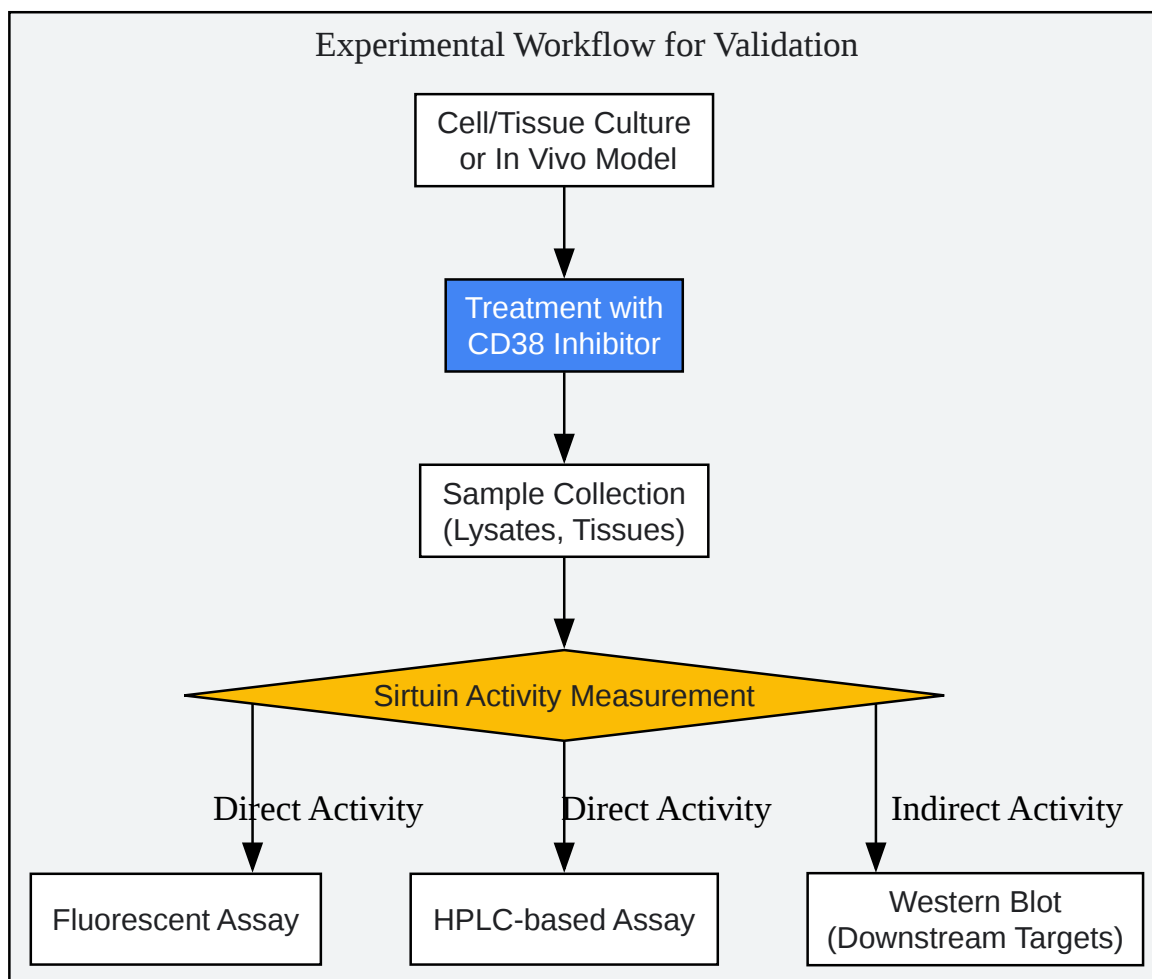 Experimental Workflow for Validation
Cell/Tissue Culture
or In Vivo Model
Treatment with
CD38 Inhibitor
Sample Collection
(Lysates, Tissues)
Sirtuin Activity Measurement
Direct Activity
Direct Activity
Indirect Activity
Fluorescent Assay
HPLC-based Assay
Western Blot
(Downstream Targets)